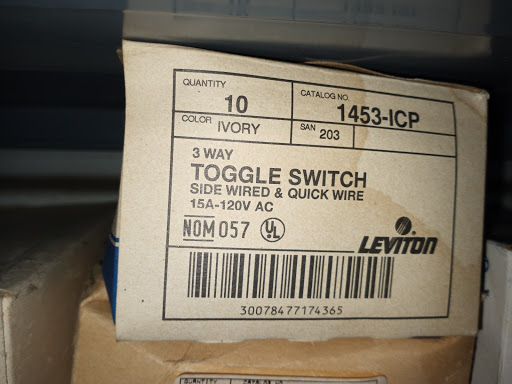 QUANTITY
10
CATALOG NO.
1453-ICP
COLOR
IVORY
SAN
203
3 WAY
TOGGLE SWITCH
SIDE WIRED & QUICK WIRE
15A-120V AC
NOM 057 UL
LEVITON
30078477174365
QUANTITY